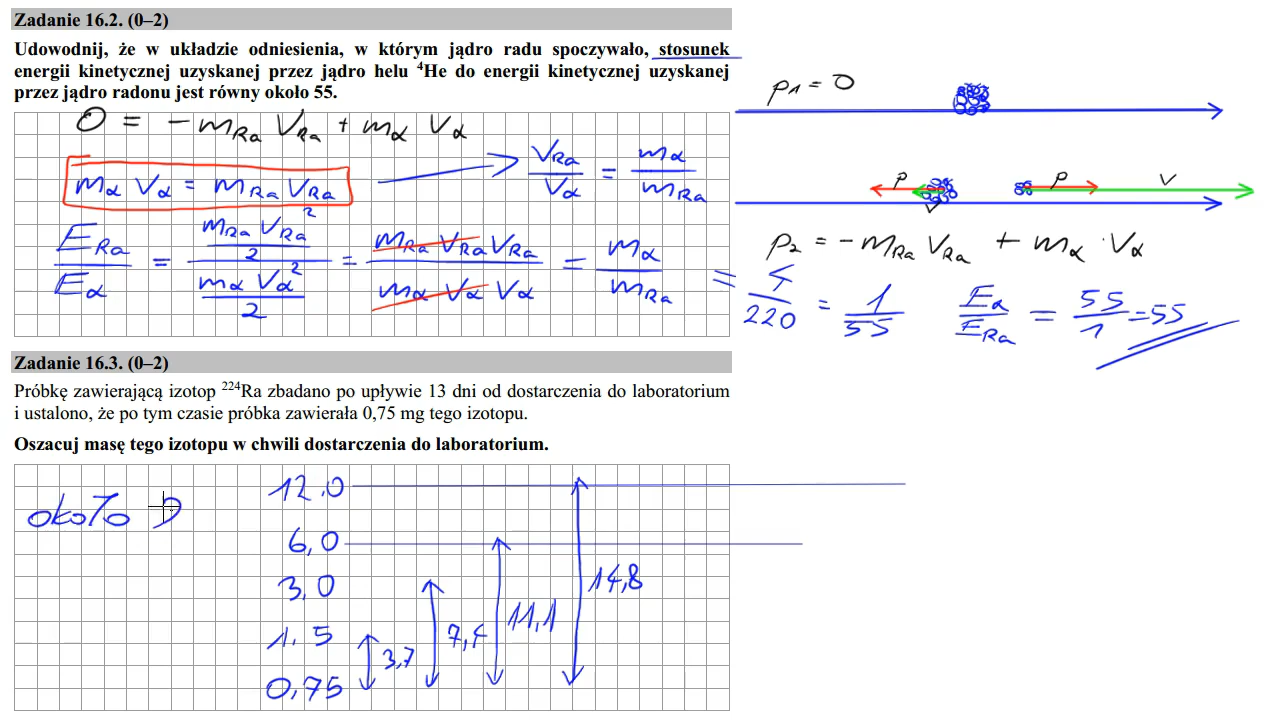 Zadanie 16.2. (0–2)
Udowodnij, że w układzie odniesienia, w którym jądro radu spoczywało, stosunek
energii kinetycznej uzyskanej przez jądro helu ⁴He do energii kinetycznej uzyskanej
przez jądro radonu jest równy około 55.
0 = - m_Ra V_Ra + m_α V_α
m_α V_α = m_Ra V_Ra → V_Ra / V_α = m_α / m_Ra
E_Ra / E_α = (m_Ra V_Ra² / 2) / (m_α V_α² / 2) = (m_Ra V_Ra V_Ra) / (m_α V_α V_α) = m_α / m_Ra = 4 / 220 = 1 / 55
E_α / E_Ra = 55 / 1 = 55
p1 = 0
p p v
v
p2 = - m_Ra V_Ra + m_α · V_α
Zadanie 16.3. (0–2)
Próbkę zawierającą izotop ²²⁴Ra zbadano po upływie 13 dni od dostarczenia do laboratorium
i ustalono, że po tym czasie próbka zawierała 0,75 mg tego izotopu.
Oszacuj masę tego izotopu w chwili dostarczenia do laboratorium.
około 9
12,0
6,0
3,0
1,5
0,75
3,7
7,4
11,1
14,8